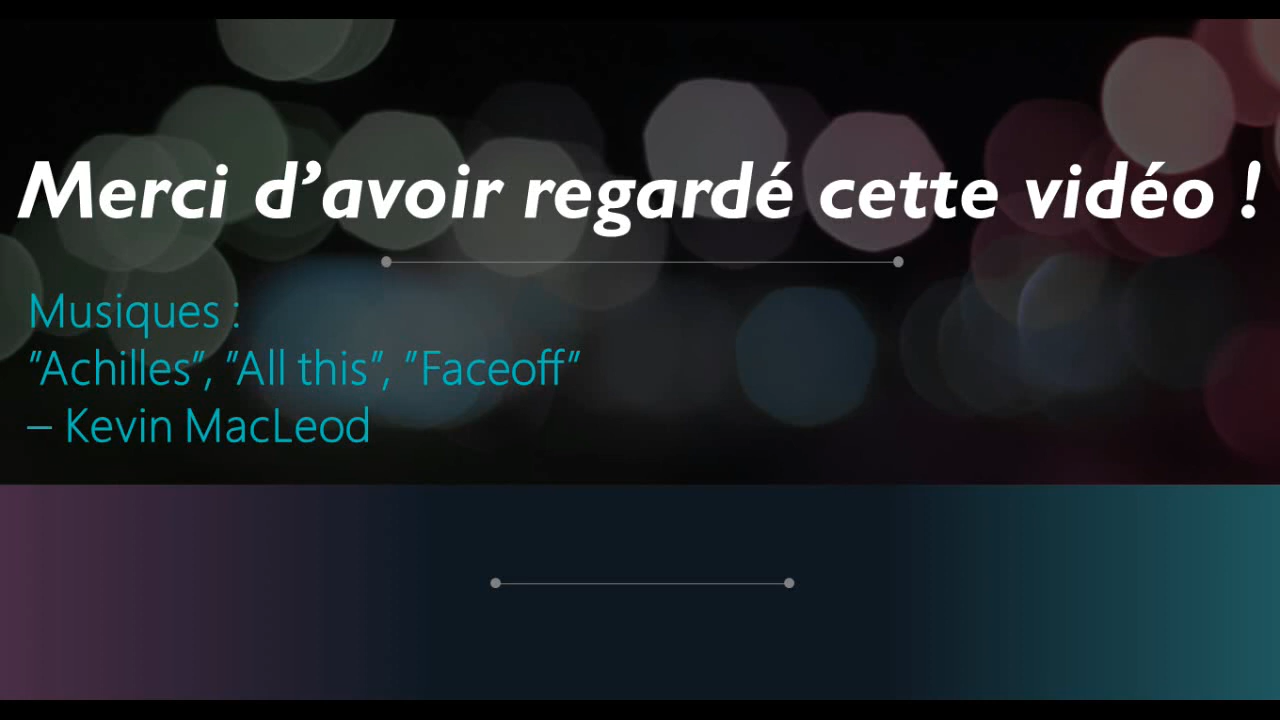 Merci d’avoir regardé cette vidéo !
Musiques :
”Achilles”, ”All this”, ”Faceoff”
– Kevin MacLeod